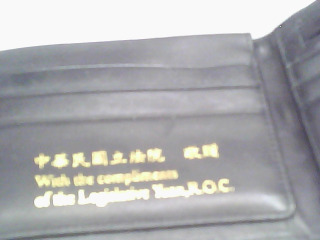 中華民國立法院 敬贈
With the compliments
of the Legislative Yuan,R.O.C.